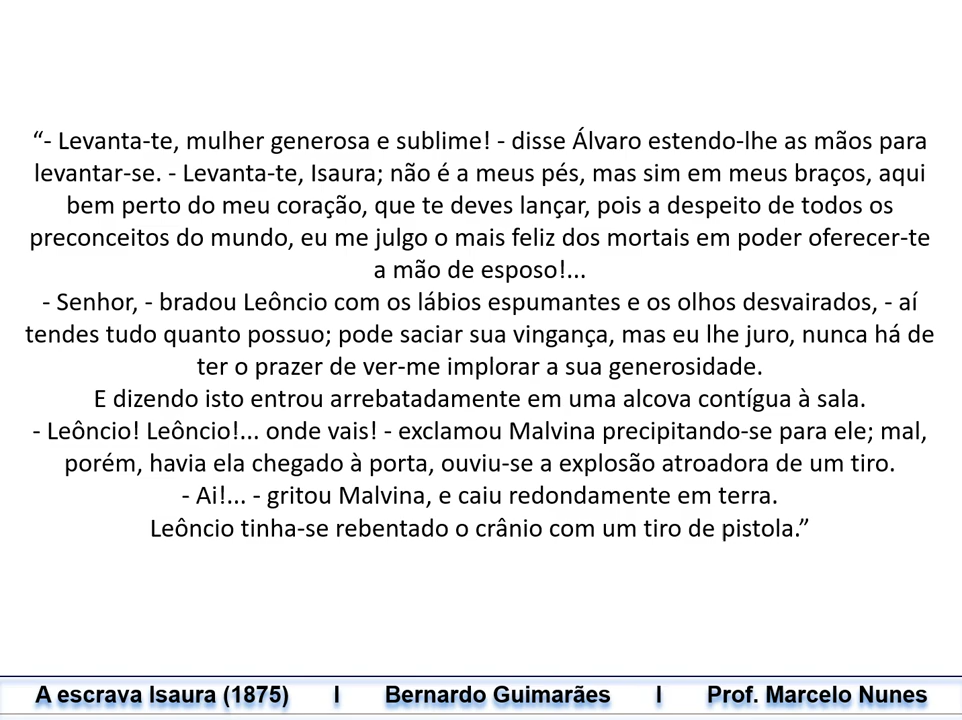 “- Levanta-te, mulher generosa e sublime! - disse Álvaro estendo-lhe as mãos para
levantar-se. - Levanta-te, Isaura; não é a meus pés, mas sim em meus braços, aqui
bem perto do meu coração, que te deves lançar, pois a despeito de todos os
preconceitos do mundo, eu me julgo o mais feliz dos mortais em poder oferecer-te
a mão de esposo!...
- Senhor, - bradou Leôncio com os lábios espumantes e os olhos desvairados, - aí
tendes tudo quanto possuo; pode saciar sua vingança, mas eu lhe juro, nunca há de
ter o prazer de ver-me implorar a sua generosidade.
E dizendo isto entrou arrebatadamente em uma alcova contígua à sala.
- Leôncio! Leôncio!... onde vais! - exclamou Malvina precipitando-se para ele; mal,
porém, havia ela chegado à porta, ouviu-se a explosão atroadora de um tiro.
- Ai!... - gritou Malvina, e caiu redondamente em terra.
Leôncio tinha-se rebentado o crânio com um tiro de pistola.”
A escrava Isaura (1875) I Bernardo Guimarães I Prof. Marcelo Nunes